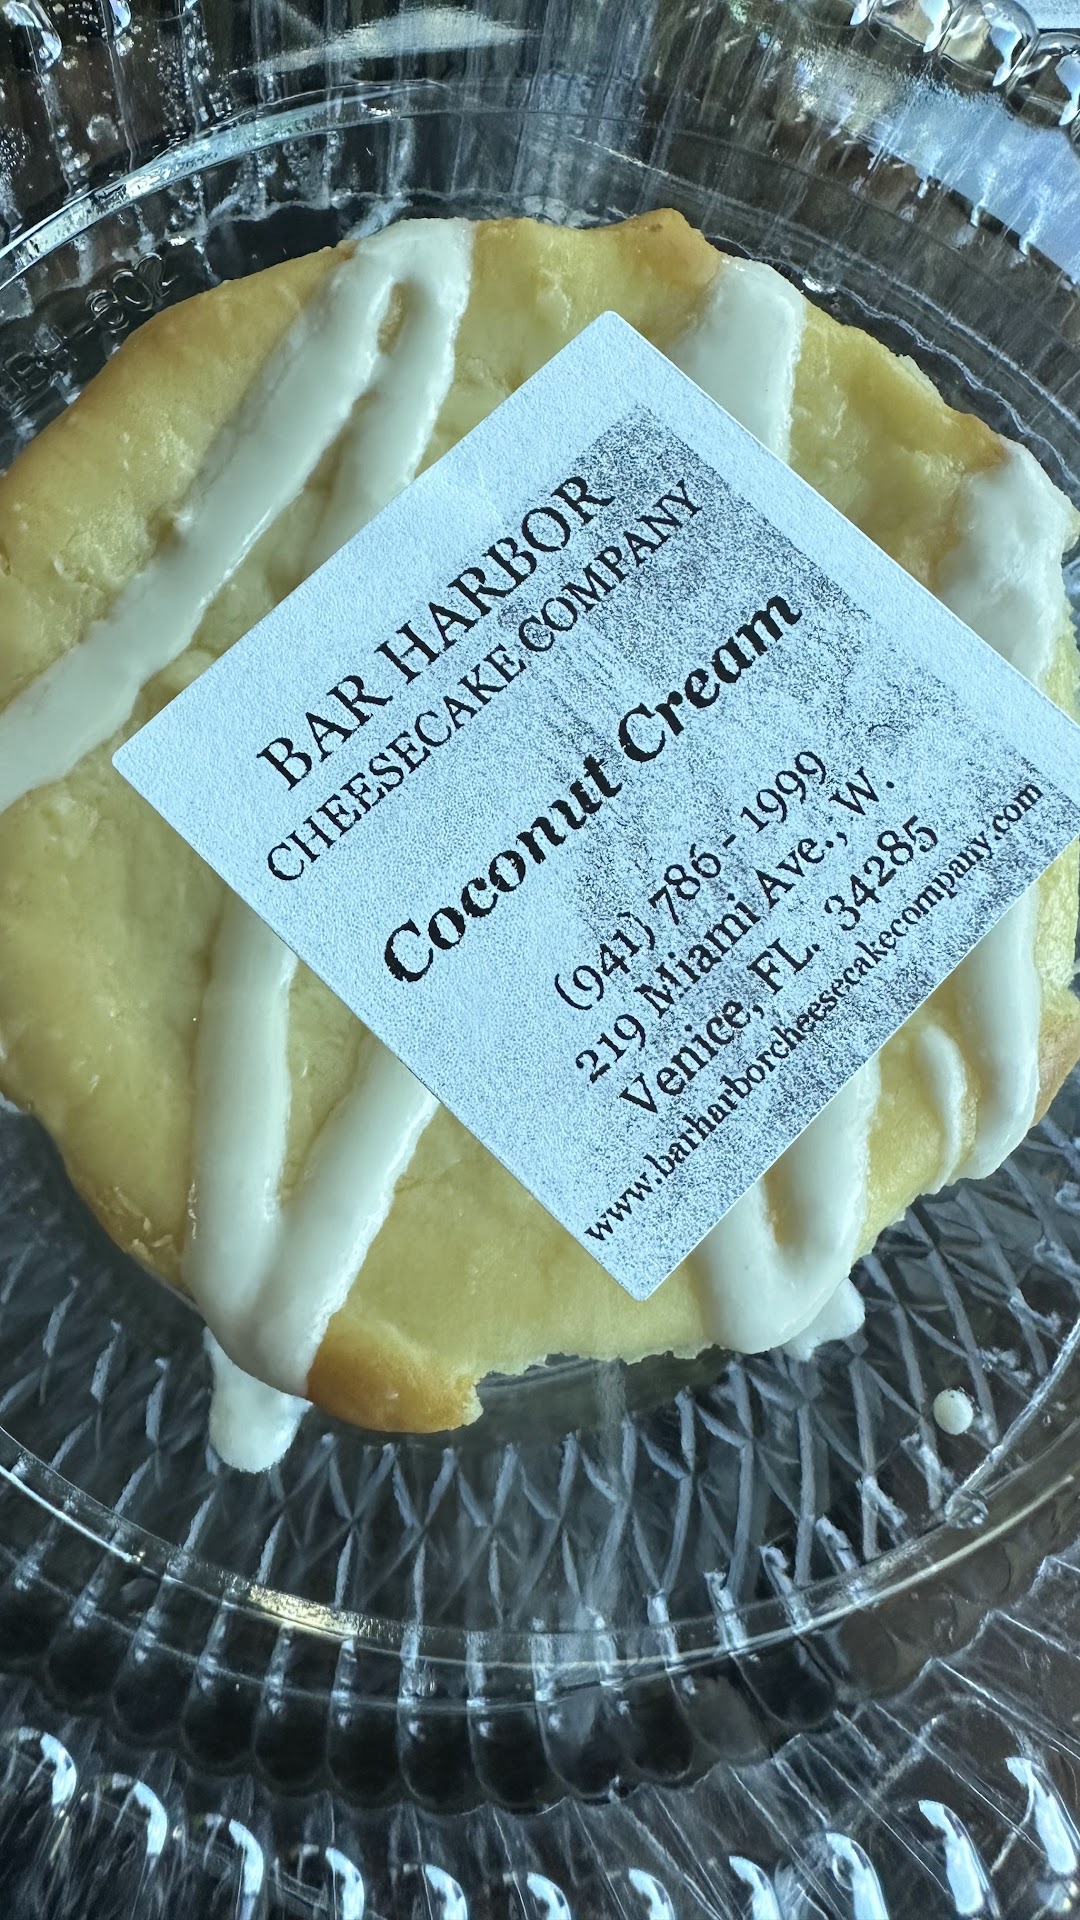 BAR HARBOR
CHEESECAKE COMPANY
Coconut Cream
(941) 786-1999
219 Miami Ave., W.
Venice, FL. 34285
www.barharborcheesecakecompany.com